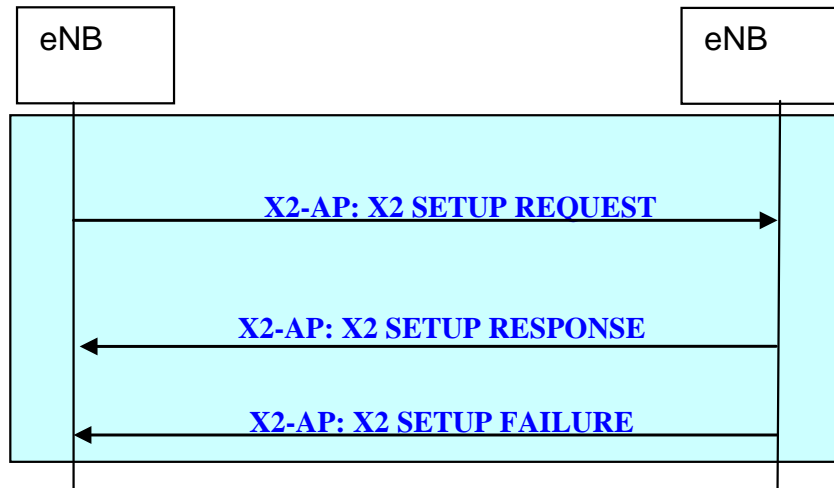 eNB
eNB
X2-AP: X2 SETUP REQUEST
X2-AP: X2 SETUP RESPONSE
X2-AP: X2 SETUP FAILURE